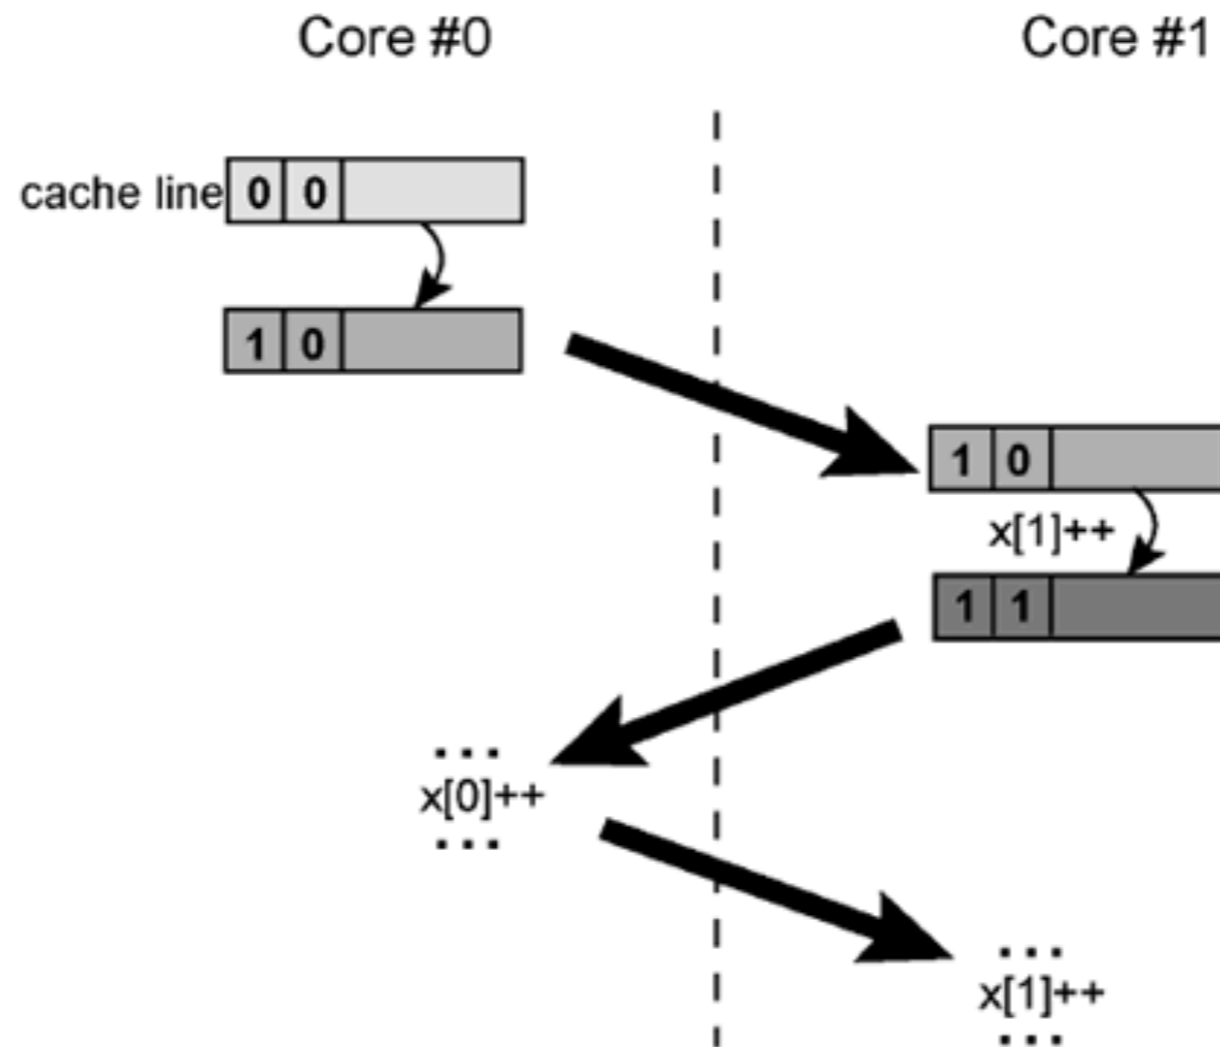 Core #0
Core #1
cache line 0 0
1 0
1 0
x[1]++
1 1
...
x[0]++
...
...
x[1]++
...